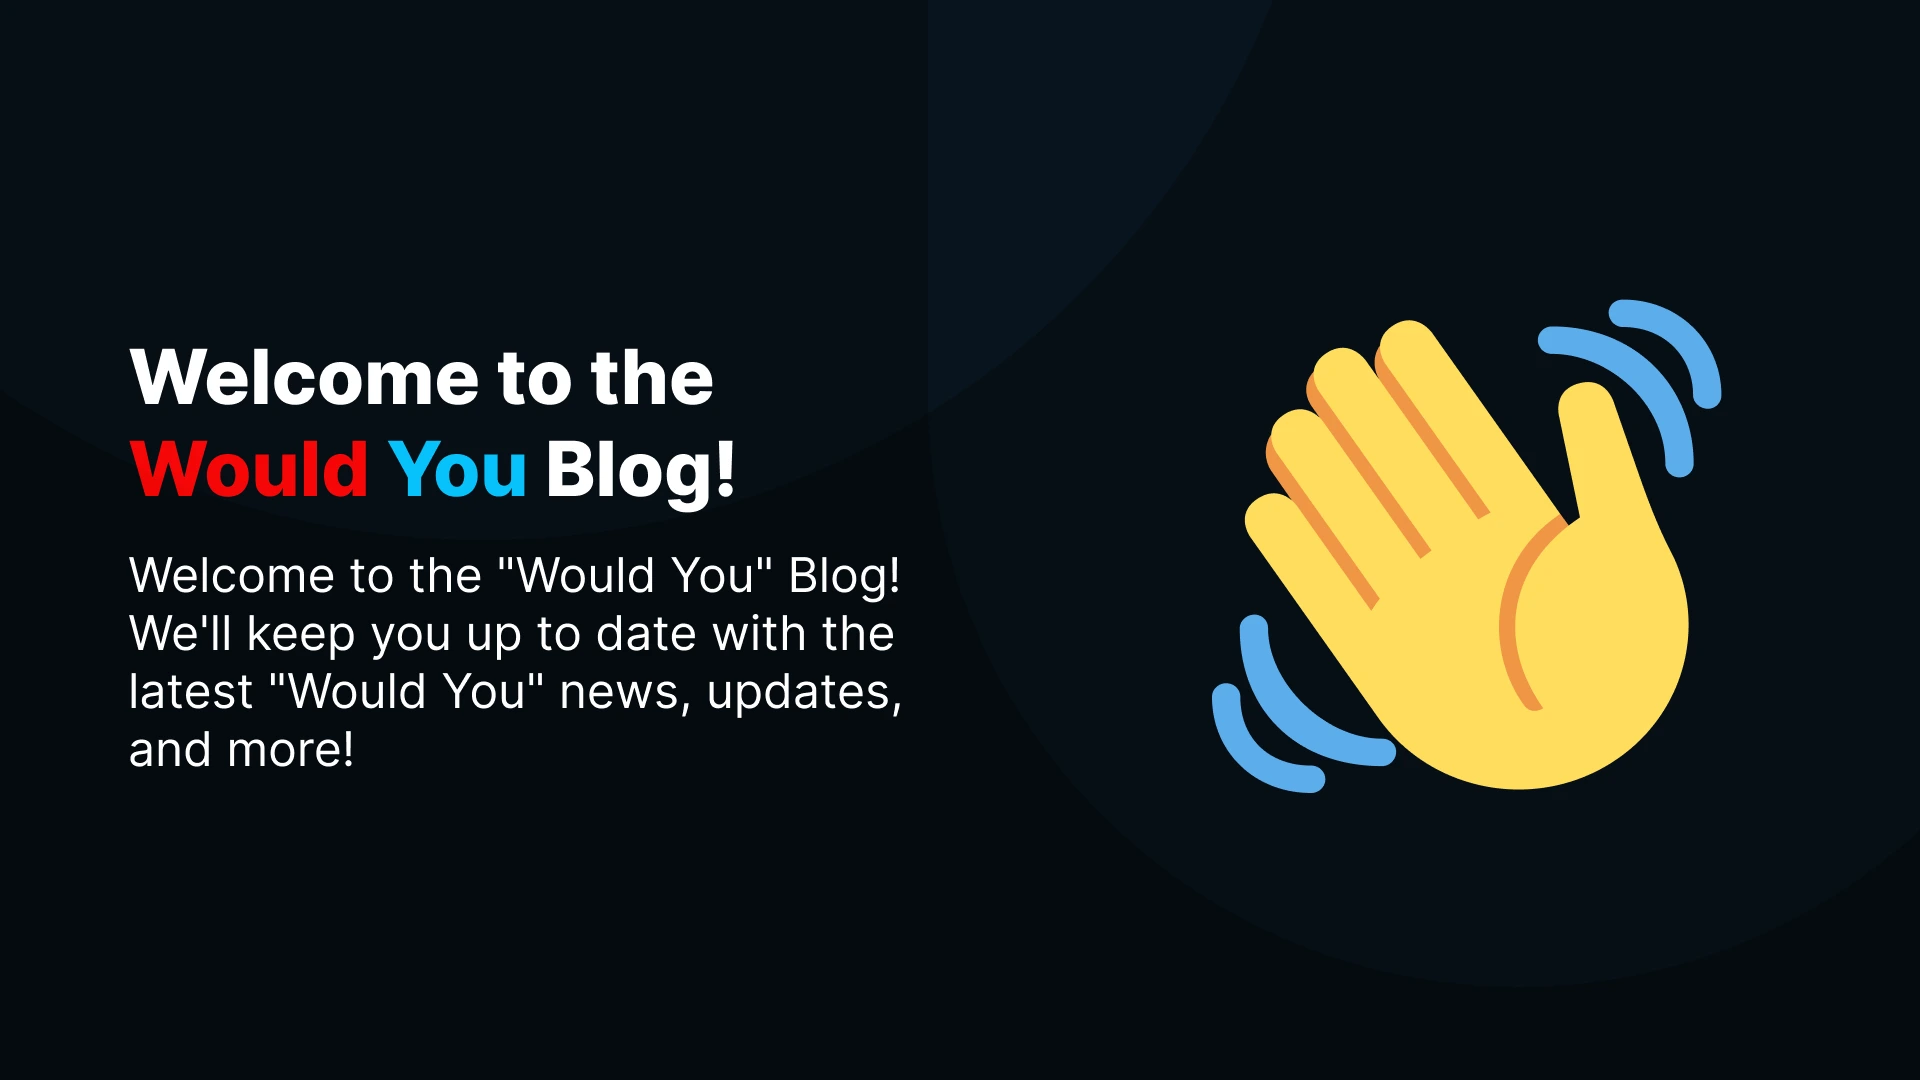 Welcome to the
Would You Blog!
Welcome to the "Would You" Blog!
We'll keep you up to date with the
latest "Would You" news, updates,
and more!